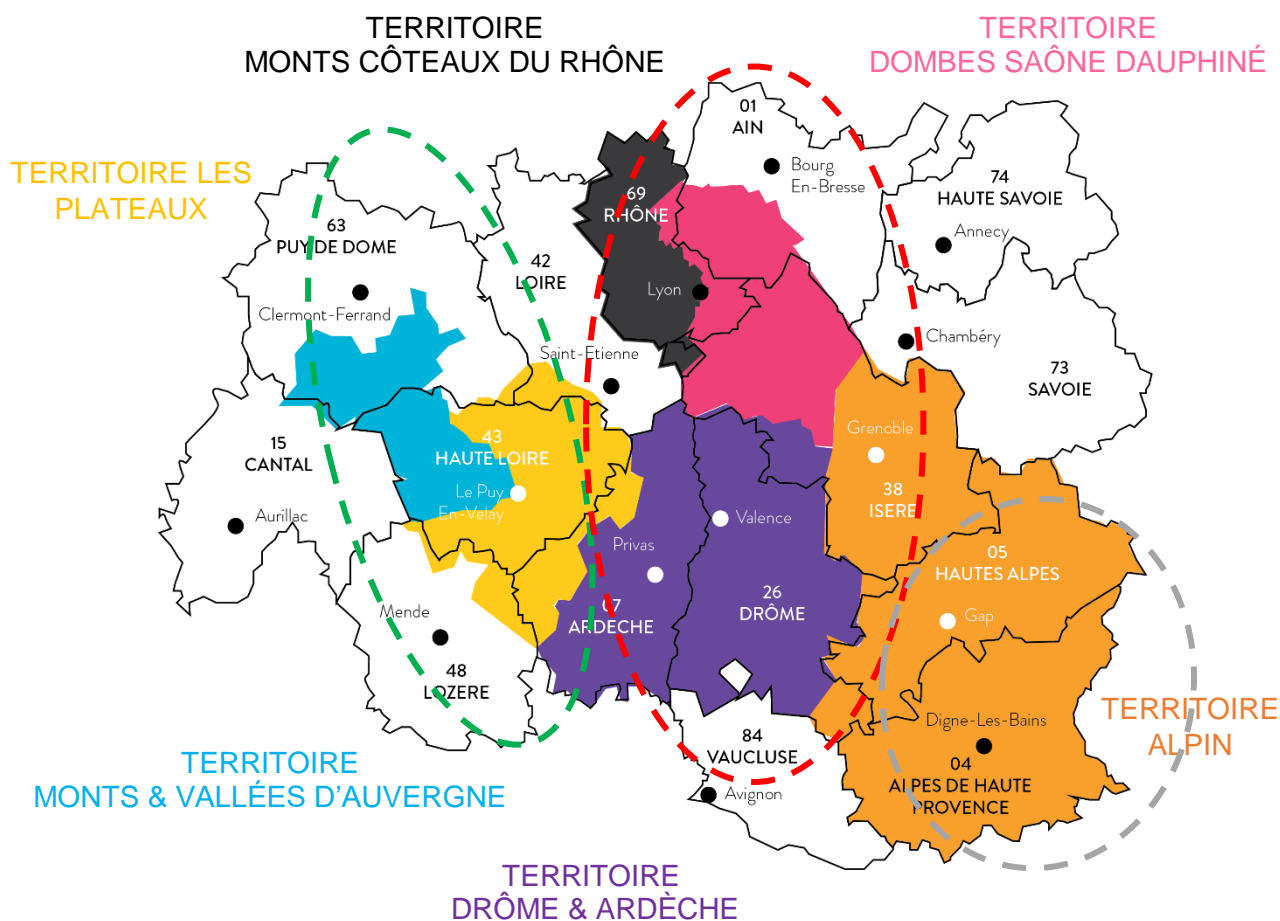 TERRITOIRE
MONTS CÔTEAUX DU RHÔNE
TERRITOIRE
DOMBES SAÔNE DAUPHINÉ
TERRITOIRE LES
PLATEAUX
01
AIN
Bourg
En-Bresse
74
HAUTE SAVOIE
Annecy
69
RHÔNE
63
PUY DE DOME
Clermont-Ferrand
42
LOIRE
Lyon
Saint-Etienne
Chambéry
73
SAVOIE
15
CANTAL
Aurillac
43
HAUTE LOIRE
Le Puy
En-Velay
Grenoble
38
ISERE
Valence
Privas
05
HAUTES ALPES
Gap
07
ARDÈCHE
26
DRÔME
Mende
48
LOZERE
TERRITOIRE
ALPIN
Digne-Les-Bains
04
ALPES DE HAUTE
PROVENCE
84
VAUCLUSE
Avignon
TERRITOIRE
MONTS & VALLÉES D'AUVERGNE
TERRITOIRE
DRÔME & ARDÈCHE